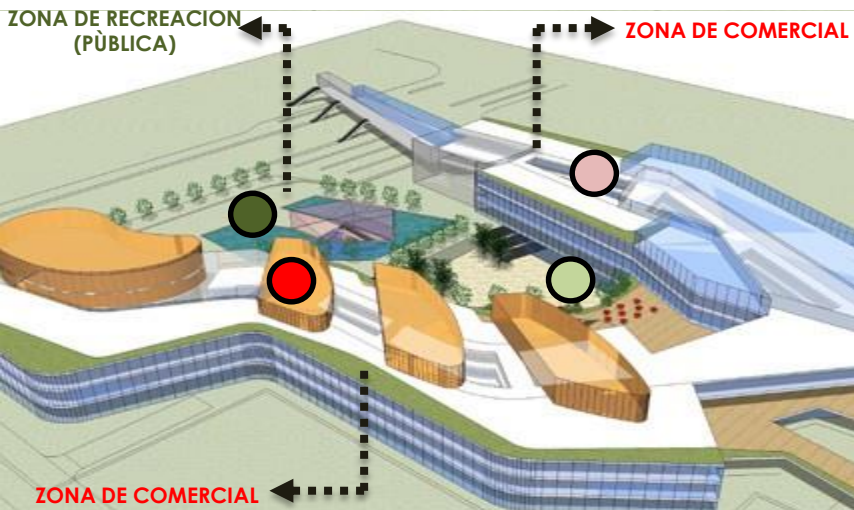 ZONA DE RECREACION
(PÙBLICA)
ZONA DE COMERCIAL
ZONA DE COMERCIAL